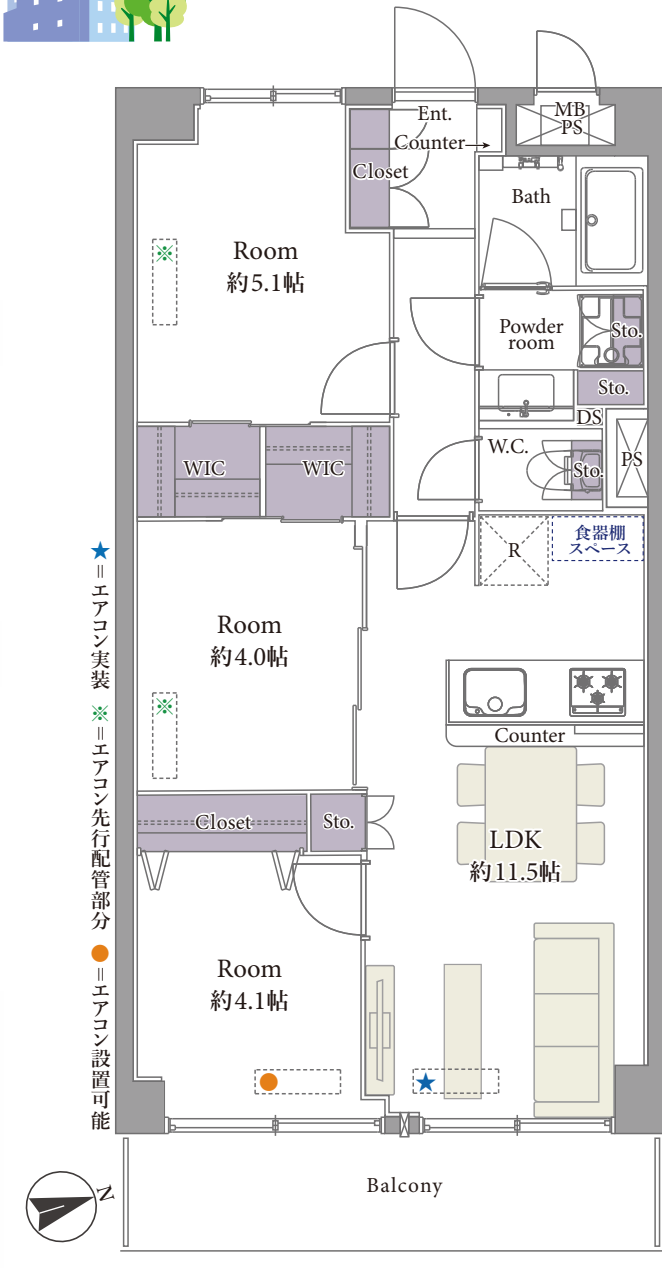 MB
PS
Ent.
Counter
Closet
Bath
Room
約5.1帖
※
Powder
room
Sto.
Sto.
DS
W.C.
Sto.
PS
WIC
WIC
R
食器棚
スペース
Room
約4.0帖
※
Counter
Closet
Sto.
LDK
約11.5帖
Room
約4.1帖
Balcony
N
★=エアコン実装 ※=エアコン先行配管部分 ●=エアコン設置可能